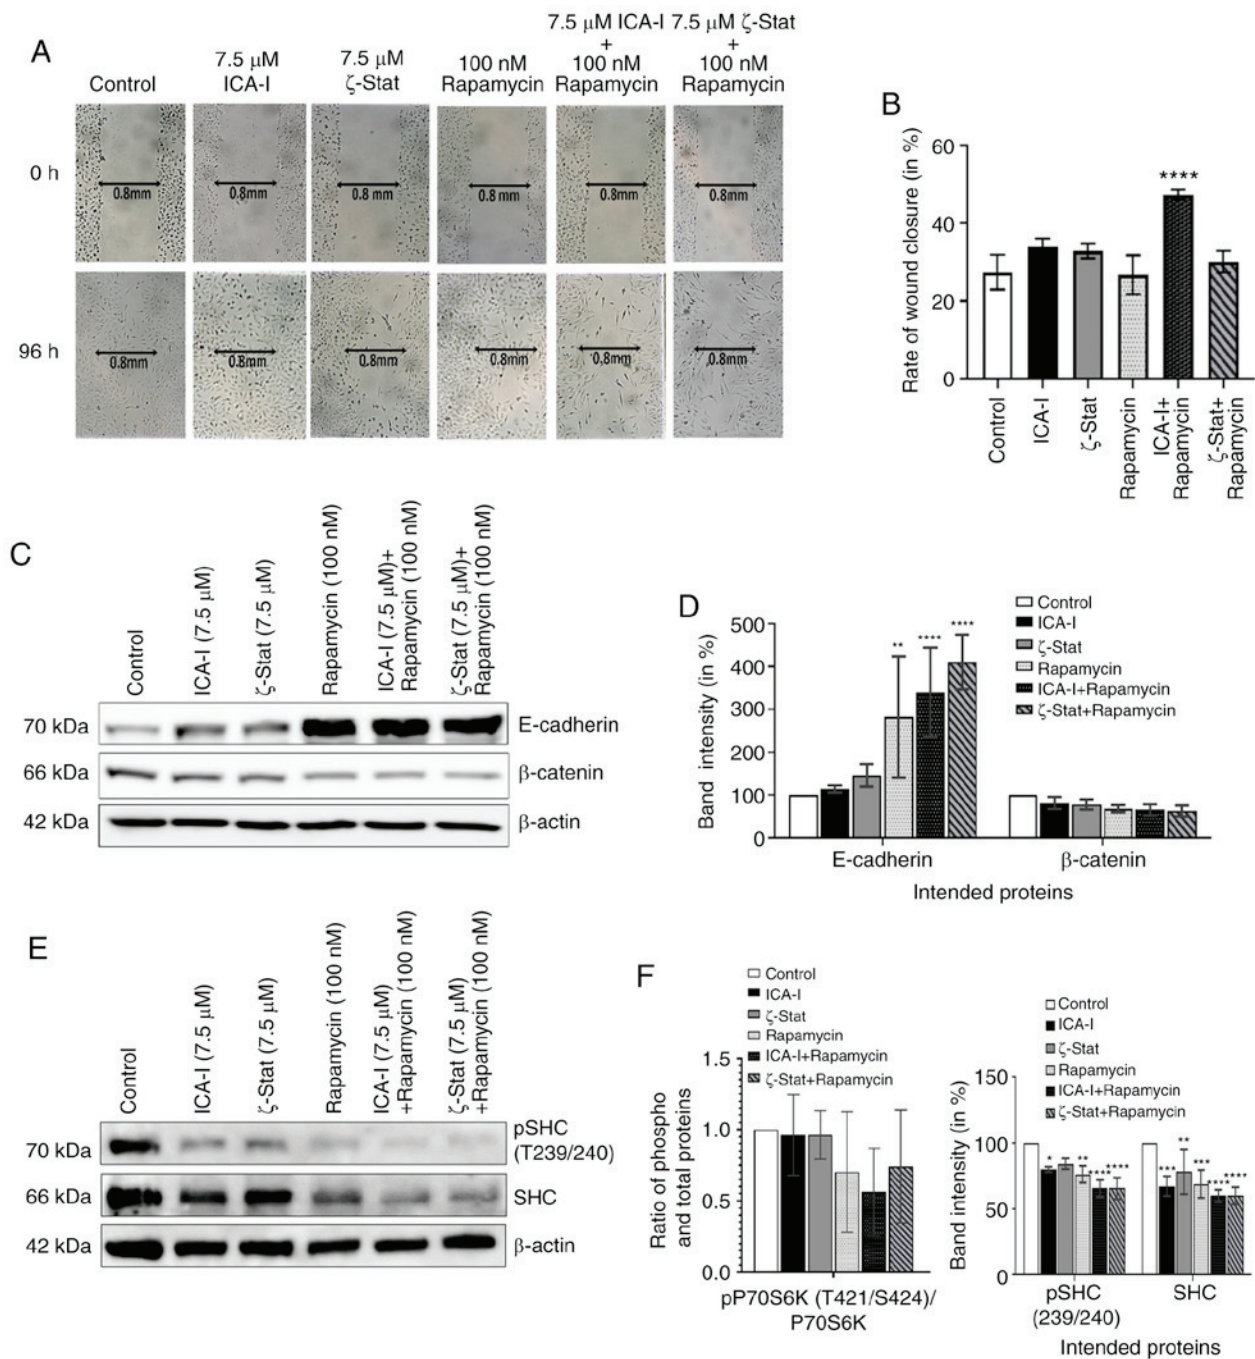 A
Control
7.5 μM
ICA-I
7.5 μM
ζ-Stat
100 nM
Rapamycin
7.5 μM ICA-I
+
100 nM
Rapamycin
7.5 μM ζ-Stat
+
100 nM
Rapamycin
0 h
0.8mm
0.8mm
0.8 mm
0.8mm
0.8mm
0.8mm
96 h
0.8mm
0.8mm
0.8mm
0.8mm
0.8mm
0.8mm
B
Rate of wound closure (in %)
60
40
20
0
****
Control
ICA-I
ζ-Stat
Rapamycin
ICA-I+
Rapamycin
ζ-Stat+
Rapamycin
C
Control
ICA-I (7.5 μM)
ζ-Stat (7.5 μM)
Rapamycin (100 nM)
ICA-I (7.5 μM)+
Rapamycin (100 nM)
ζ-Stat (7.5 μM)+
Rapamycin (100 nM)
70 kDa
E-cadherin
66 kDa
β-catenin
42 kDa
β-actin
D
Control
ICA-I
ζ-Stat
Rapamycin
ICA-I+Rapamycin
ζ-Stat+Rapamycin
Band intensity (in %)
500
400
300
200
100
0
**
****
****
E-cadherin
β-catenin
Intended proteins
E
Control
ICA-I (7.5 μM)
ζ-Stat (7.5 μM)
Rapamycin (100 nM)
ICA-I (7.5 μM)
+Rapamycin (100 nM)
ζ-Stat (7.5 μM)
+Rapamycin (100 nM)
70 kDa
pSHC
(T239/240)
66 kDa
SHC
42 kDa
β-actin
F
Control
ICA-I
ζ-Stat
Rapamycin
ICA-I+Rapamycin
ζ-Stat+Rapamycin
Ratio of phospho
and total proteins
1.5
1.0
0.5
0.0
pP70S6K (T421/S424)/
P70S6K
Control
ICA-I
ζ-Stat
Rapamycin
ICA-I+Rapamycin
ζ-Stat+Rapamycin
Band intensity (in %)
150
100
50
0
*
**
****
****
***
**
***
****
****
pSHC
(239/240)
SHC
Intended proteins